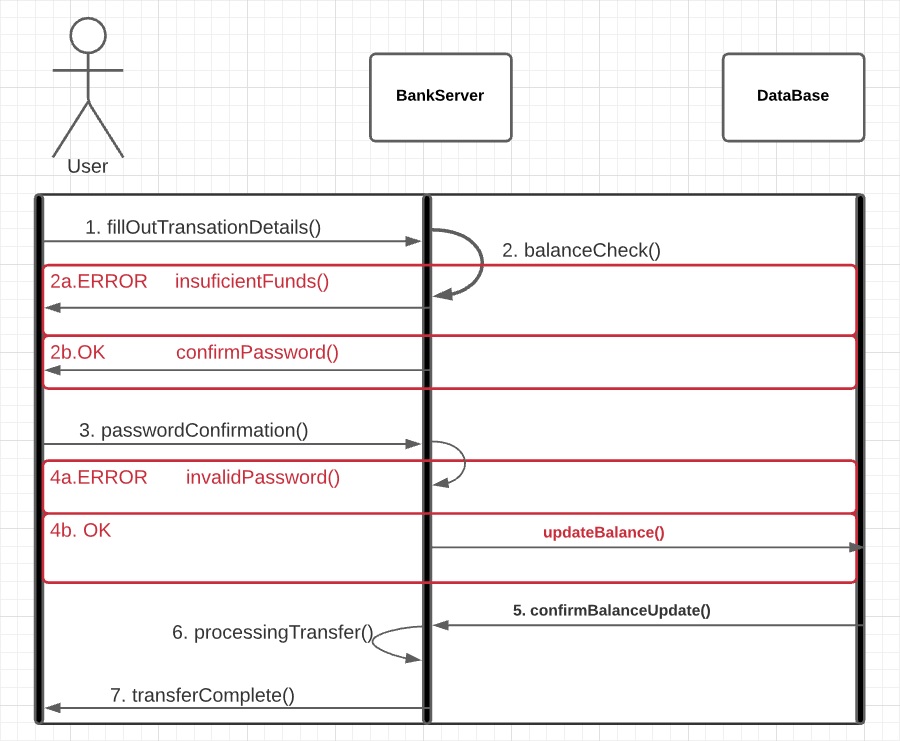 User
BankServer
DataBase
1. fillOutTransationDetails()
2. balanceCheck()
2a.ERROR insuficientFunds()
2b.OK confirmPassword()
3. passwordConfirmation()
4a.ERROR invalidPassword()
4b. OK
updateBalance()
5. confirmBalanceUpdate()
6. processingTransfer()
7. transferComplete()